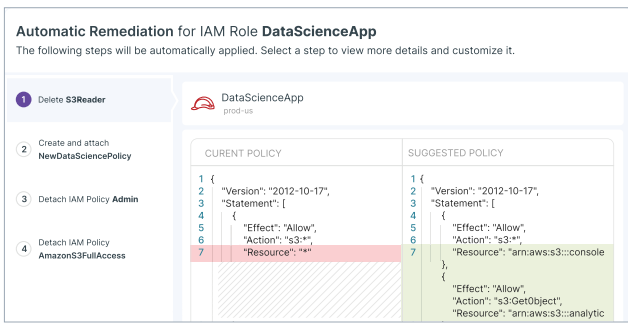 Automatic Remediation for IAM Role DataScienceApp
The following steps will be automatically applied. Select a step to view more details and customize it.
1 Delete S3Reader
2 Create and attach
NewDataSciencePolicy
3 Detach IAM Policy Admin
4 Detach IAM Policy
AmazonS3FullAccess
DataScienceApp
prod-us
CURENT POLICY
1 {
2 "Version": "2012-10-17",
3 "Statement": [
4 {
5 "Effect": "Allow",
6 "Action": "s3:*",
7 "Resource": "*"
SUGGESTED POLICY
1 {
2 "Version": "2012-10-17",
3 "Statement": [
4 {
5 "Effect": "Allow",
6 "Action": "s3:*",
7 "Resource": "arn:aws:s3:::console
},
{
"Effect": "Allow",
"Action": "s3:GetObject",
"Resource": "arn:aws:s3:::analytic